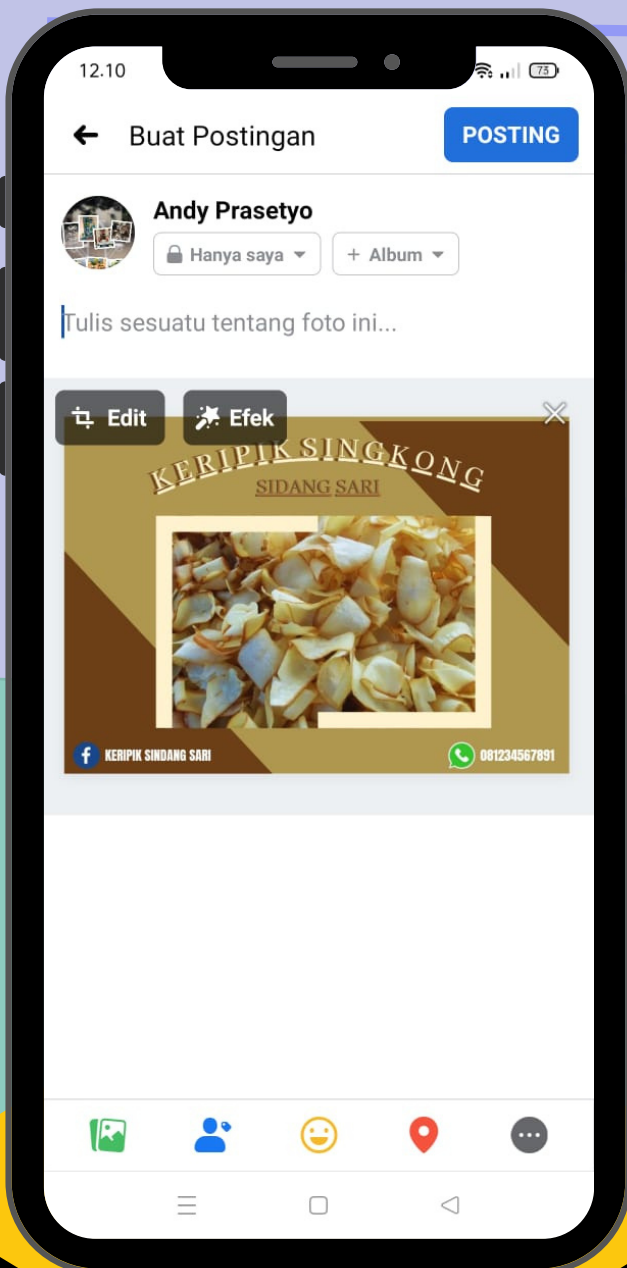 12.10
73
Buat Postingan
POSTING
Andy Prasetyo
Hanya saya
+ Album
Tulis sesuatu tentang foto ini...
Edit
Efek
KERIPIK SINGKONG
SIDANG SARI
KERIPIK SINDANG SARI
081234567891